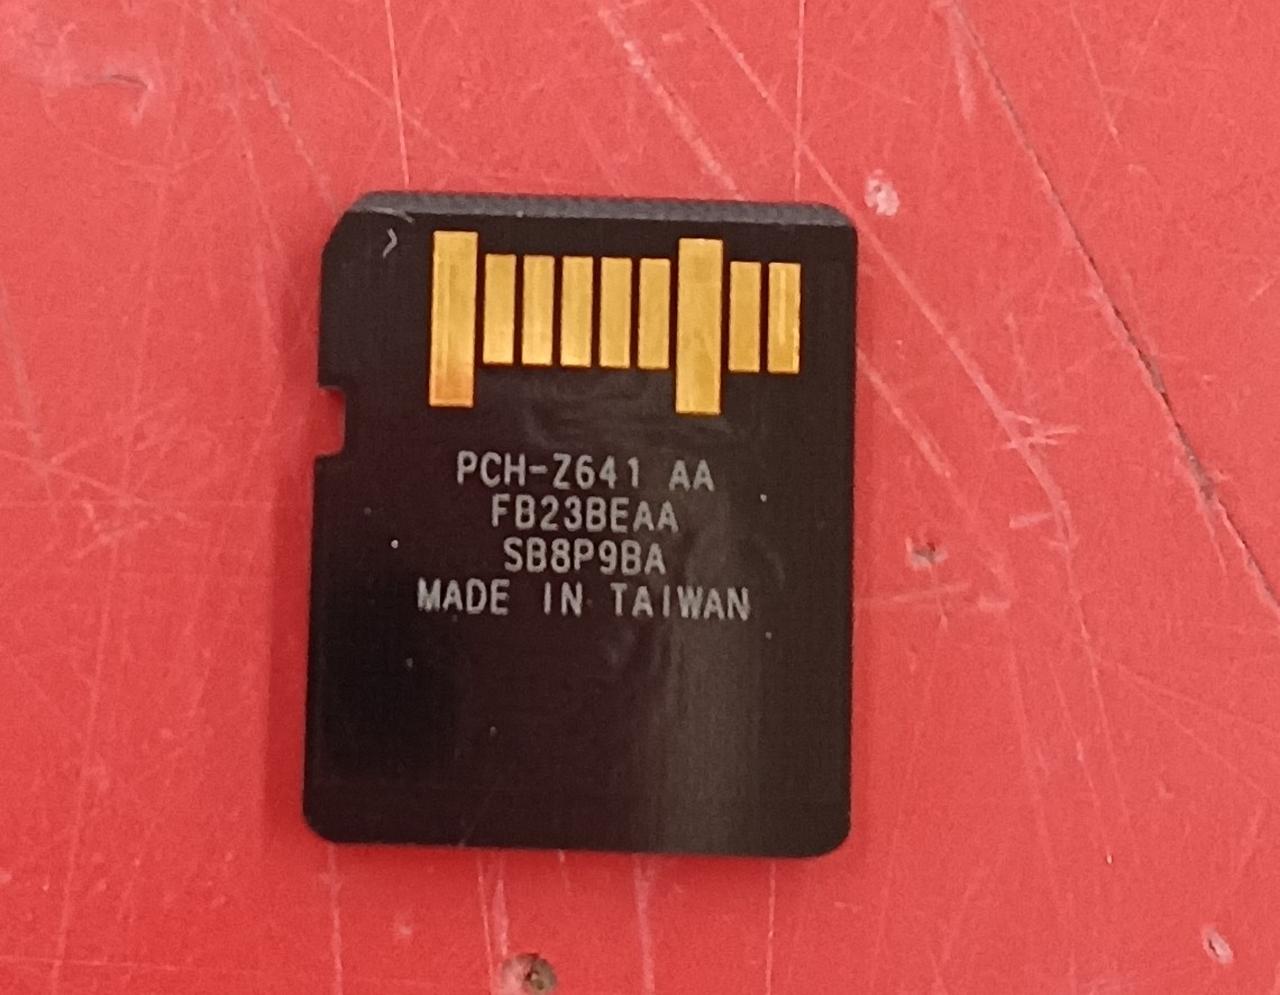 PCH-Z641 AA
FB23BEAA
SB8P9BA
MADE IN TAIWAN